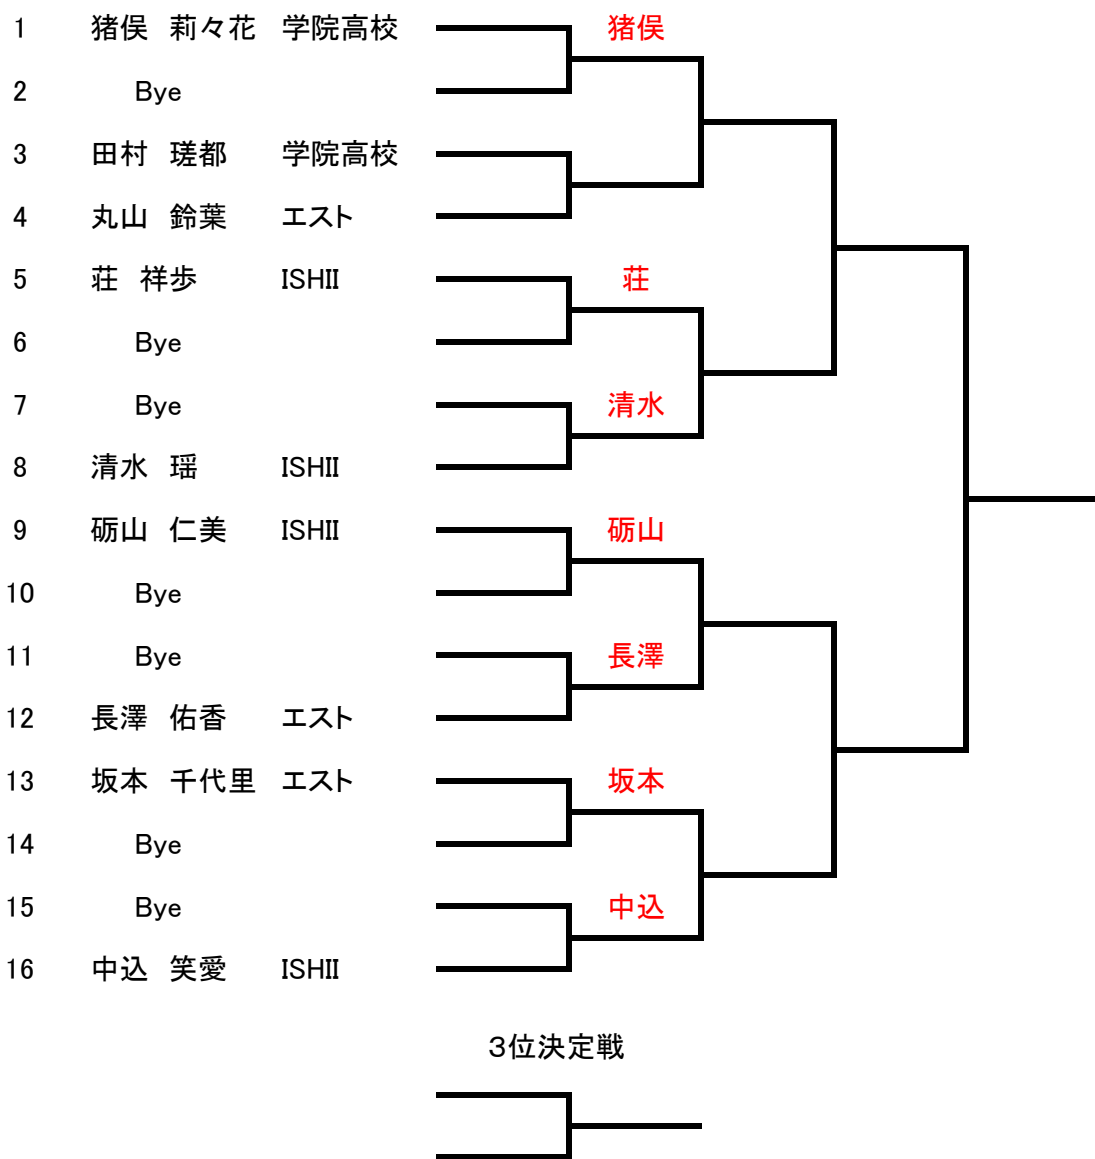 1 猪俣 莉々花 学院高校 猪俣
2 Bye
3 田村 瑳都 学院高校
4 丸山 鈴葉 エスト
5 荘 祥歩 ISHII 荘
6 Bye
7 Bye 清水
8 清水 瑶 ISHII
9 砺山 仁美 ISHII 砺山
10 Bye
11 Bye 長澤
12 長澤 佑香 エスト
13 坂本 千代里 エスト 坂本
14 Bye
15 Bye 中込
16 中込 笑愛 ISHII
3位決定戦